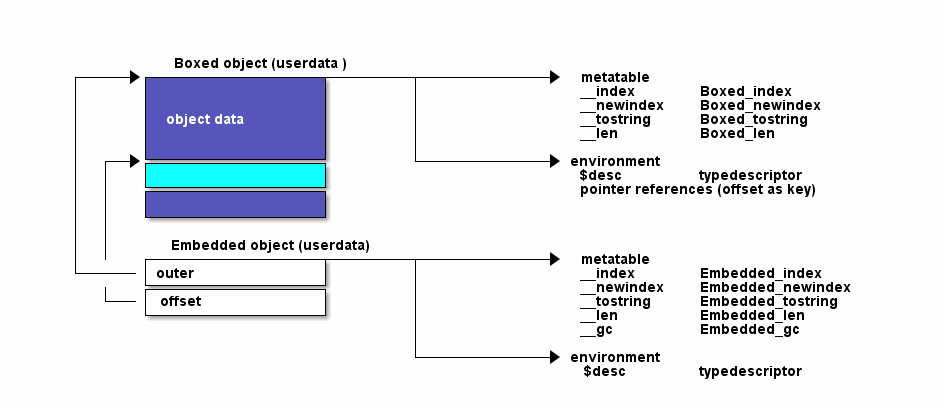 Boxed object (userdata )
object data
metatable
__index Boxed_index
__newindex Boxed_newindex
__tostring Boxed_tostring
__len Boxed_len
environment
$desc typedescriptor
pointer references (offset as key)
Embedded object (userdata)
outer
offset
metatable
__index Embedded_index
__newindex Embedded_newindex
__tostring Embedded_tostring
__len Embedded_len
__gc Embedded_gc
environment
$desc typedescriptor